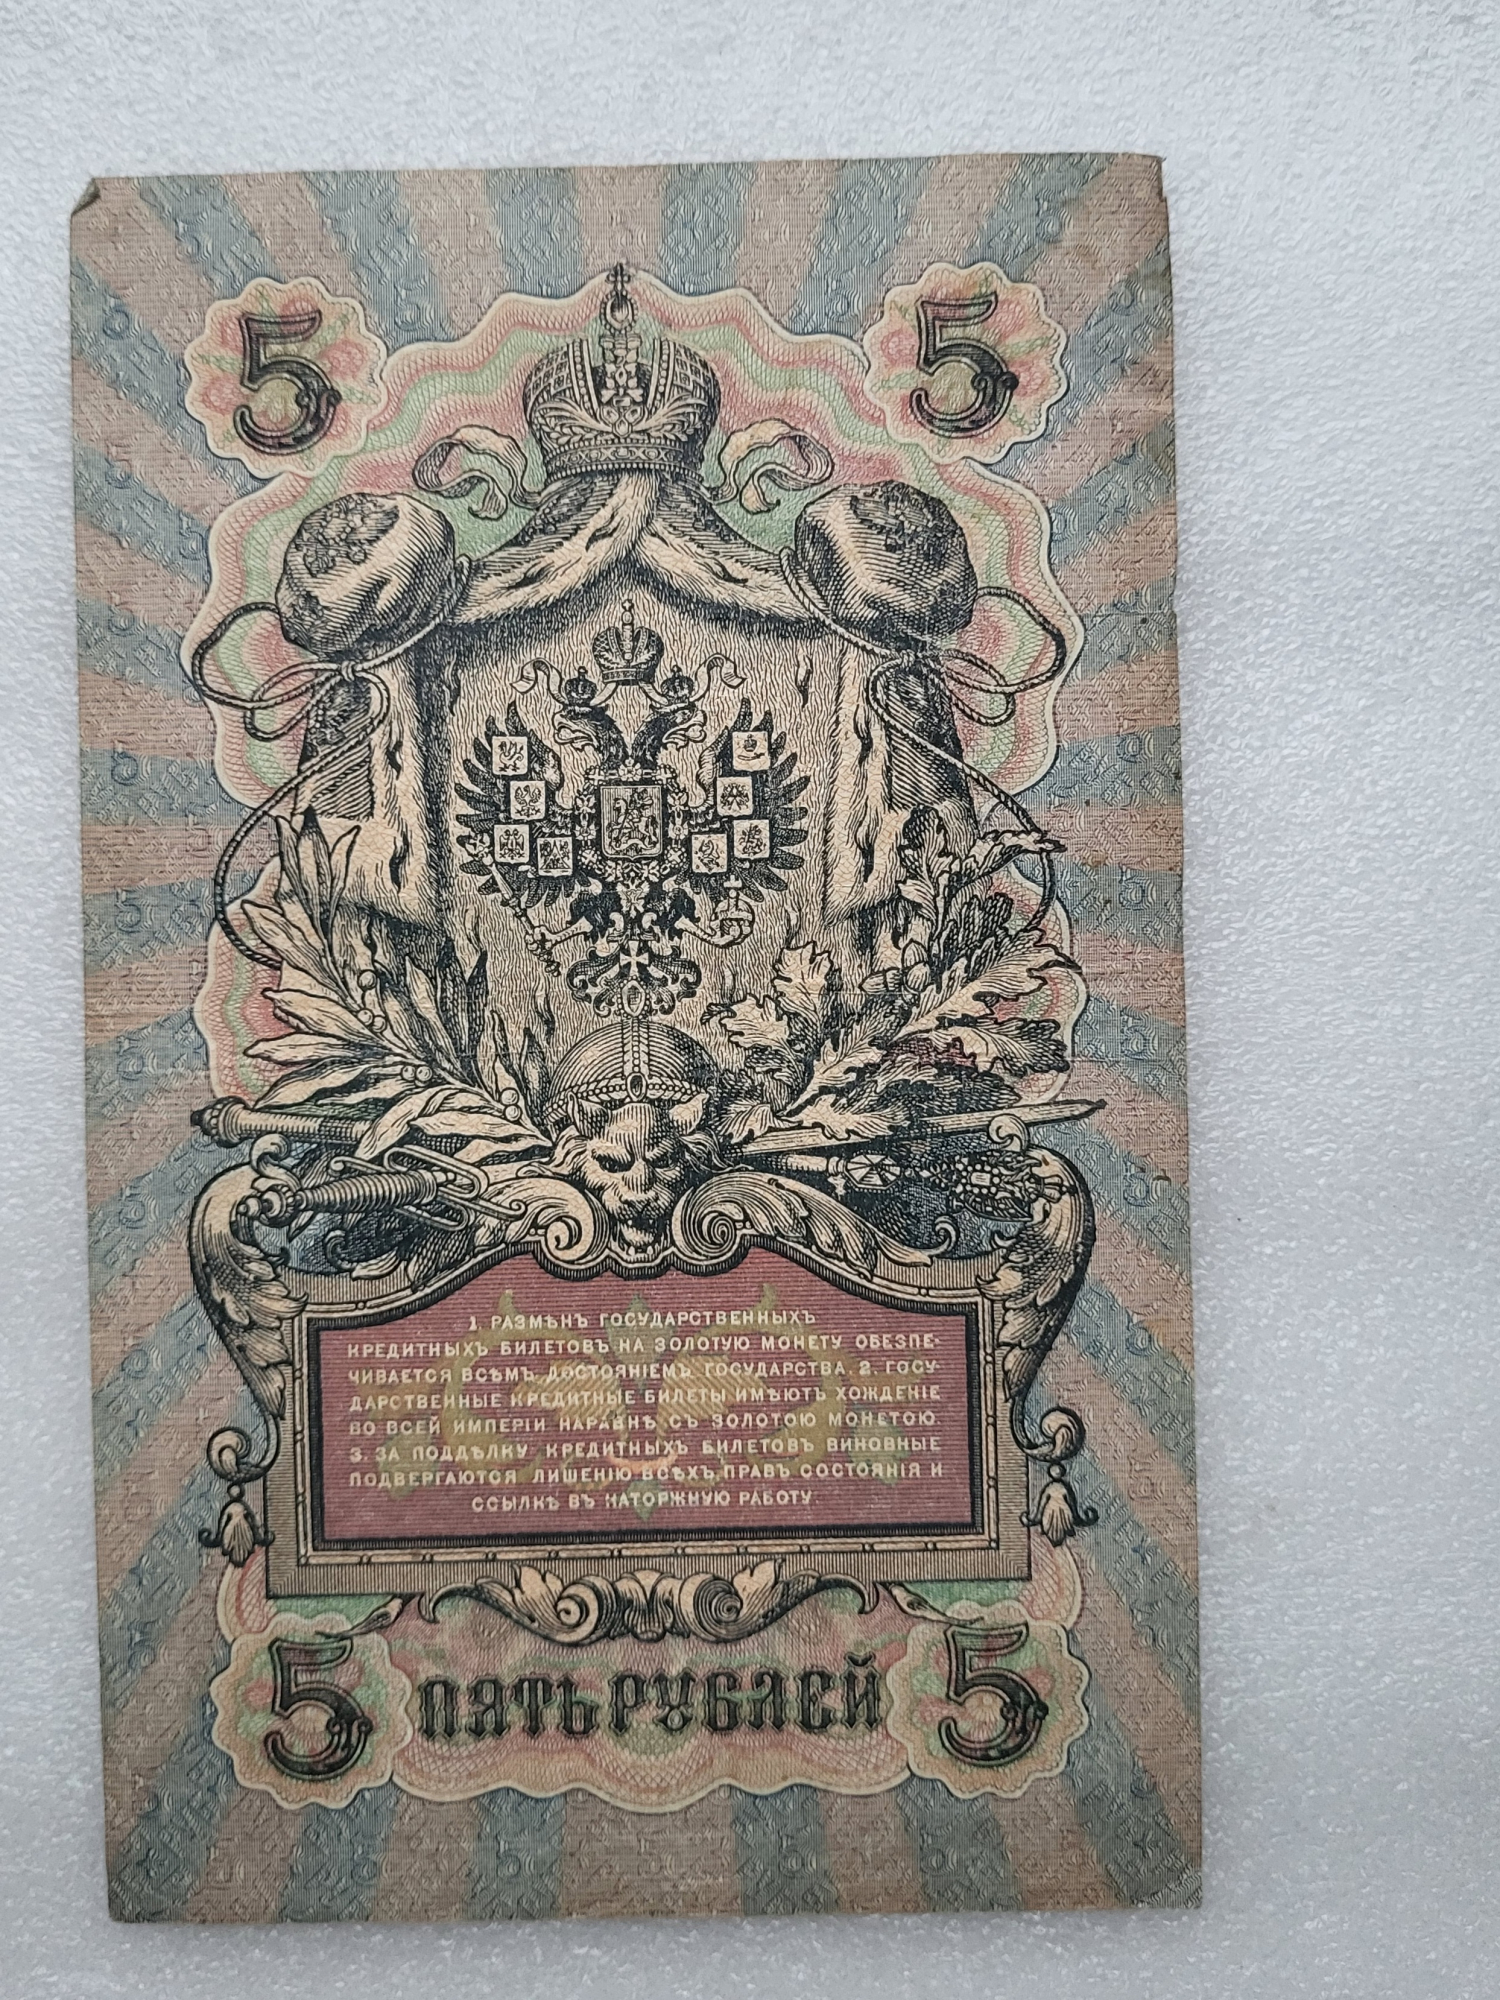 5 5
1. РАЗМѢНЪ ГОСУДАРСТВЕННЫХЪ
КРЕДИТНЫХЪ БИЛЕТОВЪ НА ЗОЛОТУЮ МОНЕТУ ОБЕЗПЕ-
ЧИВАЕТСЯ ВСѢМЪ ДОСТОЯНІЕМЪ ГОСУДАРСТВА. 2. ГОСУ-
ДАРСТВЕННЫЕ КРЕДИТНЫЕ БИЛЕТЫ ИМѢЮТЪ ХОЖДЕНІЕ
ВО ВСЕЙ ИМПЕРІИ НАРАВНѢ СЪ ЗОЛОТОЮ МОНЕТОЮ.
3. ЗА ПОДДѢЛКУ КРЕДИТНЫХЪ БИЛЕТОВЪ ВИНОВНЫЕ
ПОДВЕРГАЮТСЯ ЛИШЕНІЮ ВСѢХЪ ПРАВЪ СОСТОЯНІЯ И
ССЫЛКѢ ВЪ КАТОРЖНУЮ РАБОТУ.
5 ПЯТЬ РУБЛЕЙ 5